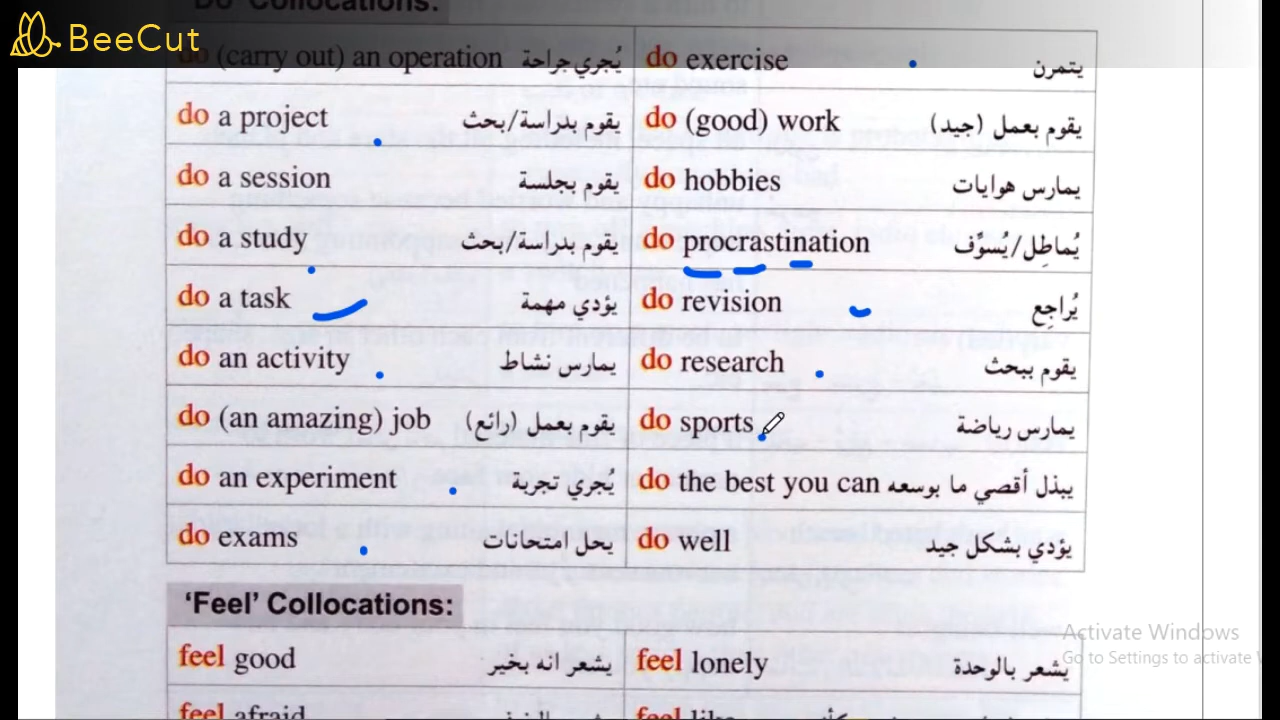 'Do' Collocations:
BeeCut
do (carry out) an operation يُجري جراحة do exercise يتمرن
do a project يقوم بدراسة/بحث do (good) work يقوم بعمل (جيد)
do a session يقوم بجلسة do hobbies يمارس هوايات
do a study يقوم بدراسة/بحث do procrastination يُماطِل/يُسوِّف
do a task يؤدي مهمة do revision يُراجِع
do an activity يمارس نشاط do research يقوم ببحث
do (an amazing) job يقوم بعمل (رائع) do sports يمارس رياضة
do an experiment يُجري تجربة do the best you can يبذل أقصي ما بوسعه
do exams يحل امتحانات do well يؤدي بشكل جيد
'Feel' Collocations:
Activate Windows
feel good يشعر انه بخير feel lonely يشعر بالوحدة
Go to Settings to activate
feel afraid feel like